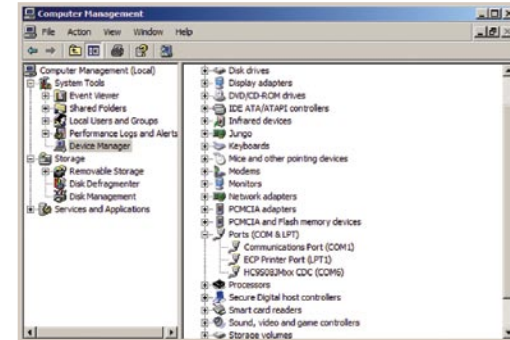 Computer Management
File Action View Window Help
Computer Management (Local)
System Tools
Event Viewer
Shared Folders
Local Users and Groups
Performance Logs and Alerts
Device Manager
Storage
Removable Storage
Disk Defragmenter
Disk Management
Services and Applications
Disk drives
Display adapters
DVD/CD-ROM drives
IDE ATA/ATAPI controllers
Infrared devices
Jungo
Keyboards
Mice and other pointing devices
Modems
Monitors
Network adapters
PCMCIA adapters
PCMCIA and Flash memory devices
Ports (COM & LPT)
Communications Port (COM1)
ECP Printer Port (LPT1)
HC9S08JMxx CDC (COM6)
Processors
Secure Digital host controllers
Smart card readers
Sound, video and game controllers
Storage volumes